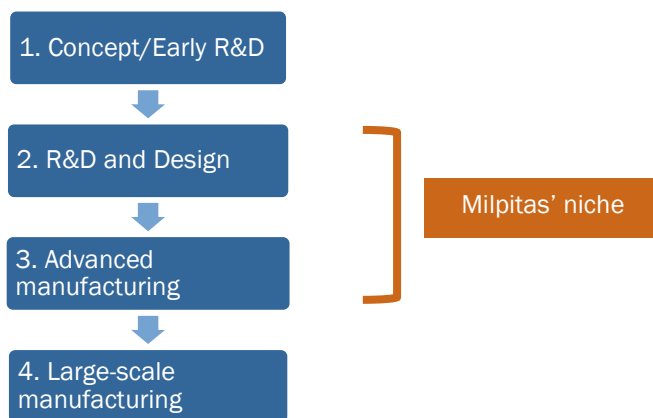 1. Concept/Early R&D
2. R&D and Design
Milpitas’ niche
3. Advanced
manufacturing
4. Large-scale
manufacturing